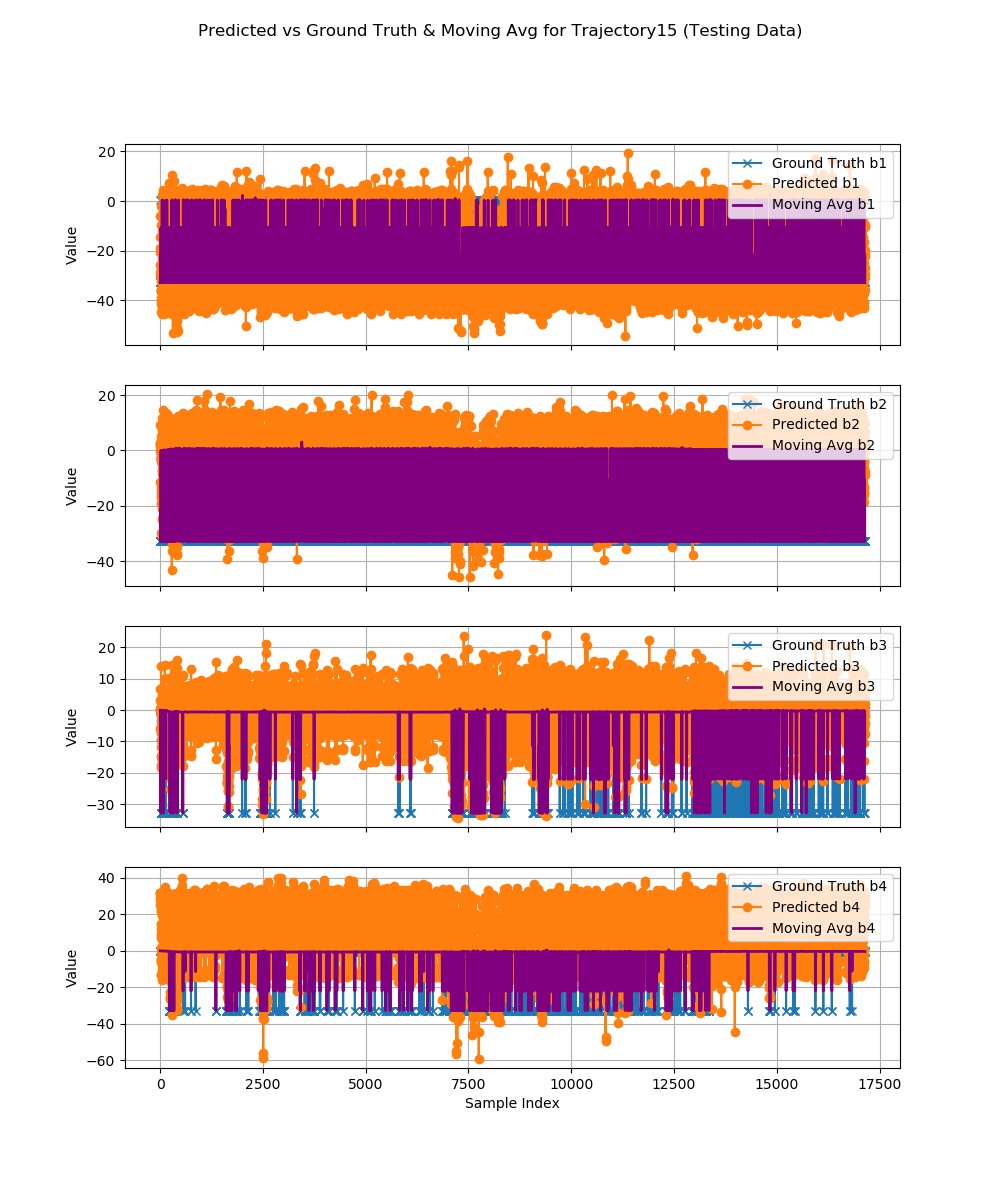 Predicted vs Ground Truth & Moving Avg for Trajectory15 (Testing Data)
20
0
−20
−40
Value
Ground Truth b1
Predicted b1
Moving Avg b1
20
0
−20
−40
Value
Ground Truth b2
Predicted b2
Moving Avg b2
20
10
0
−10
−20
−30
Value
Ground Truth b3
Predicted b3
Moving Avg b3
40
20
0
−20
−40
−60
Value
Ground Truth b4
Predicted b4
Moving Avg b4
0 2500 5000 7500 10000 12500 15000 17500
Sample Index